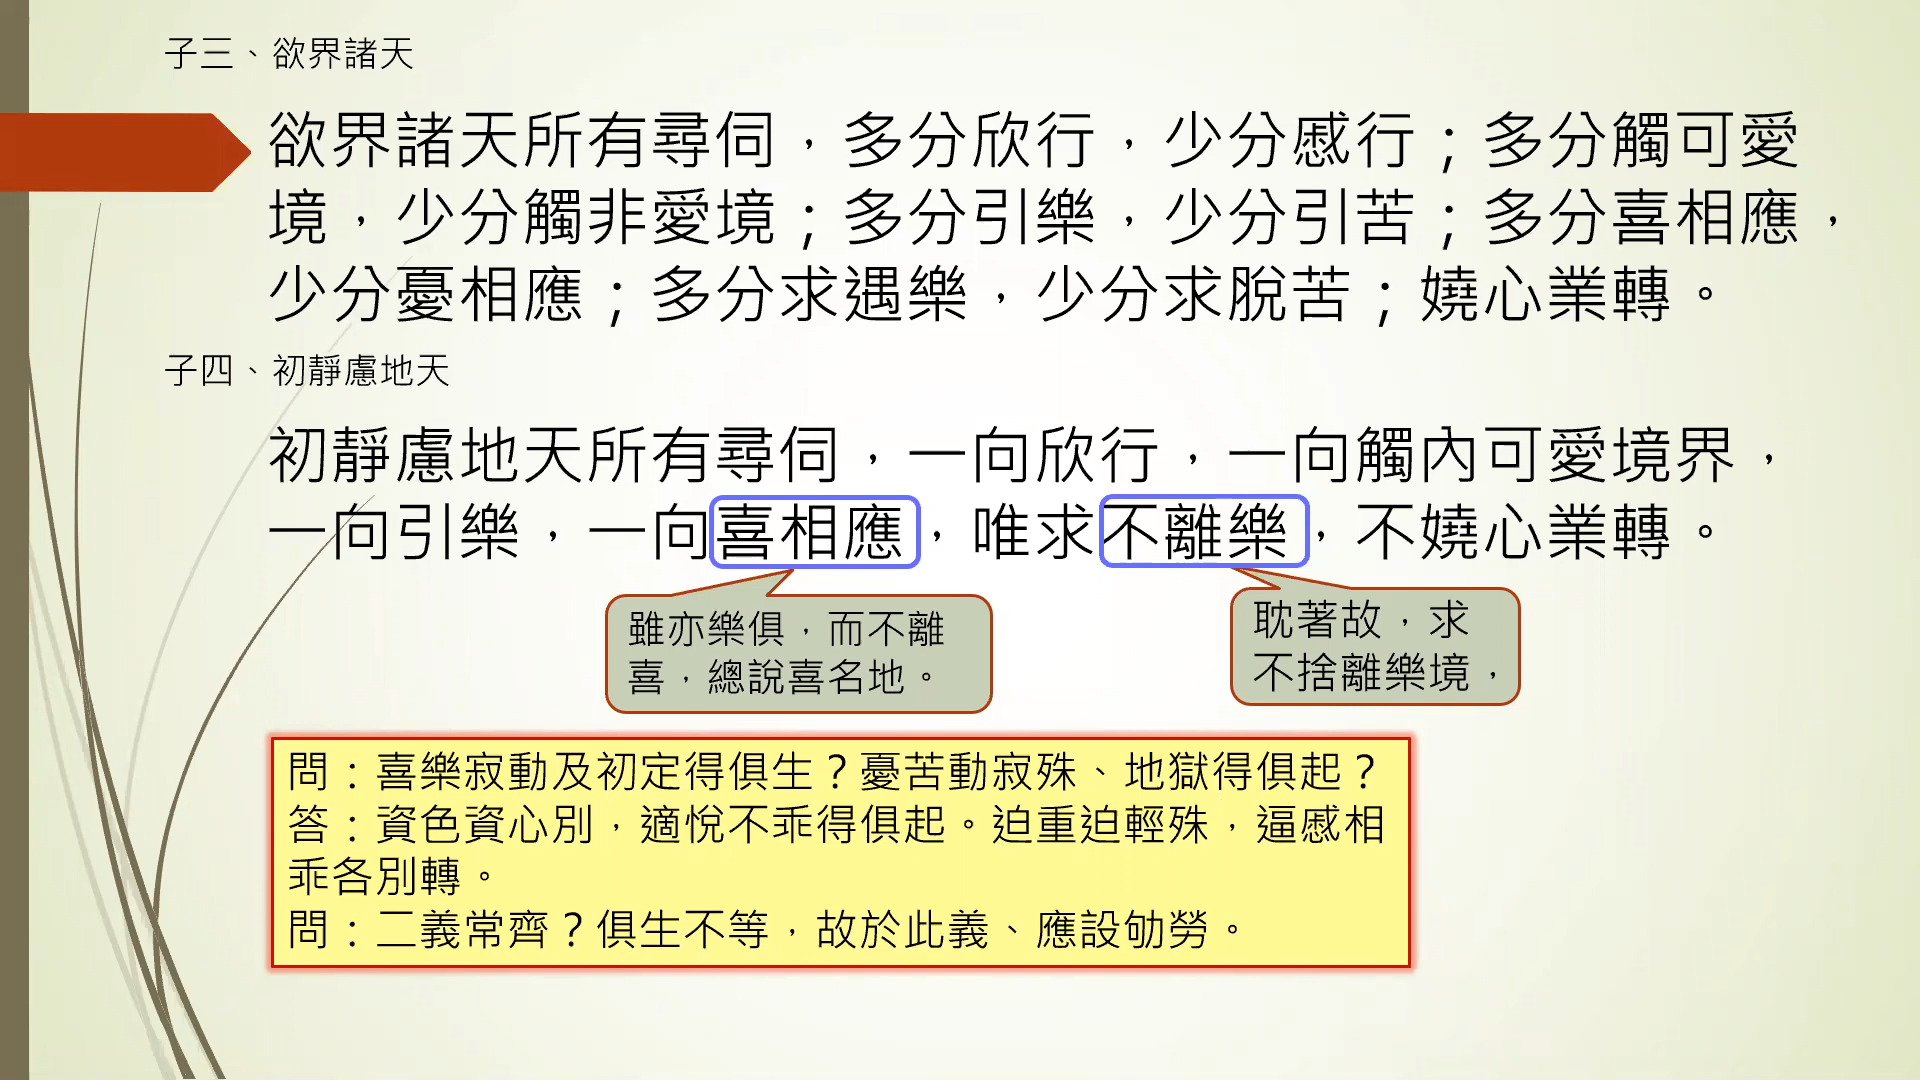 子三、欲界諸天
欲界諸天所有尋伺，多分欣行，少分慼行；多分觸可愛
境，少分觸非愛境；多分引樂，少分引苦；多分喜相應，
少分憂相應；多分求遇樂，少分求脫苦；嬈心業轉。
子四、初靜慮地天
初靜慮地天所有尋伺，一向欣行，一向觸內可愛境界，
一向引樂，一向喜相應，唯求不離樂，不嬈心業轉。
雖亦樂俱，而不離
喜，總說喜名地。
耽著故，求
不捨離樂境，
問：喜樂寂動及初定得俱生？憂苦動寂殊、地獄得俱起？
答：資色資心別，適悅不乖得俱起。迫重迫輕殊，逼慼相
乖各別轉。
問：二義常齊？俱生不等，故於此義、應設劬勞。